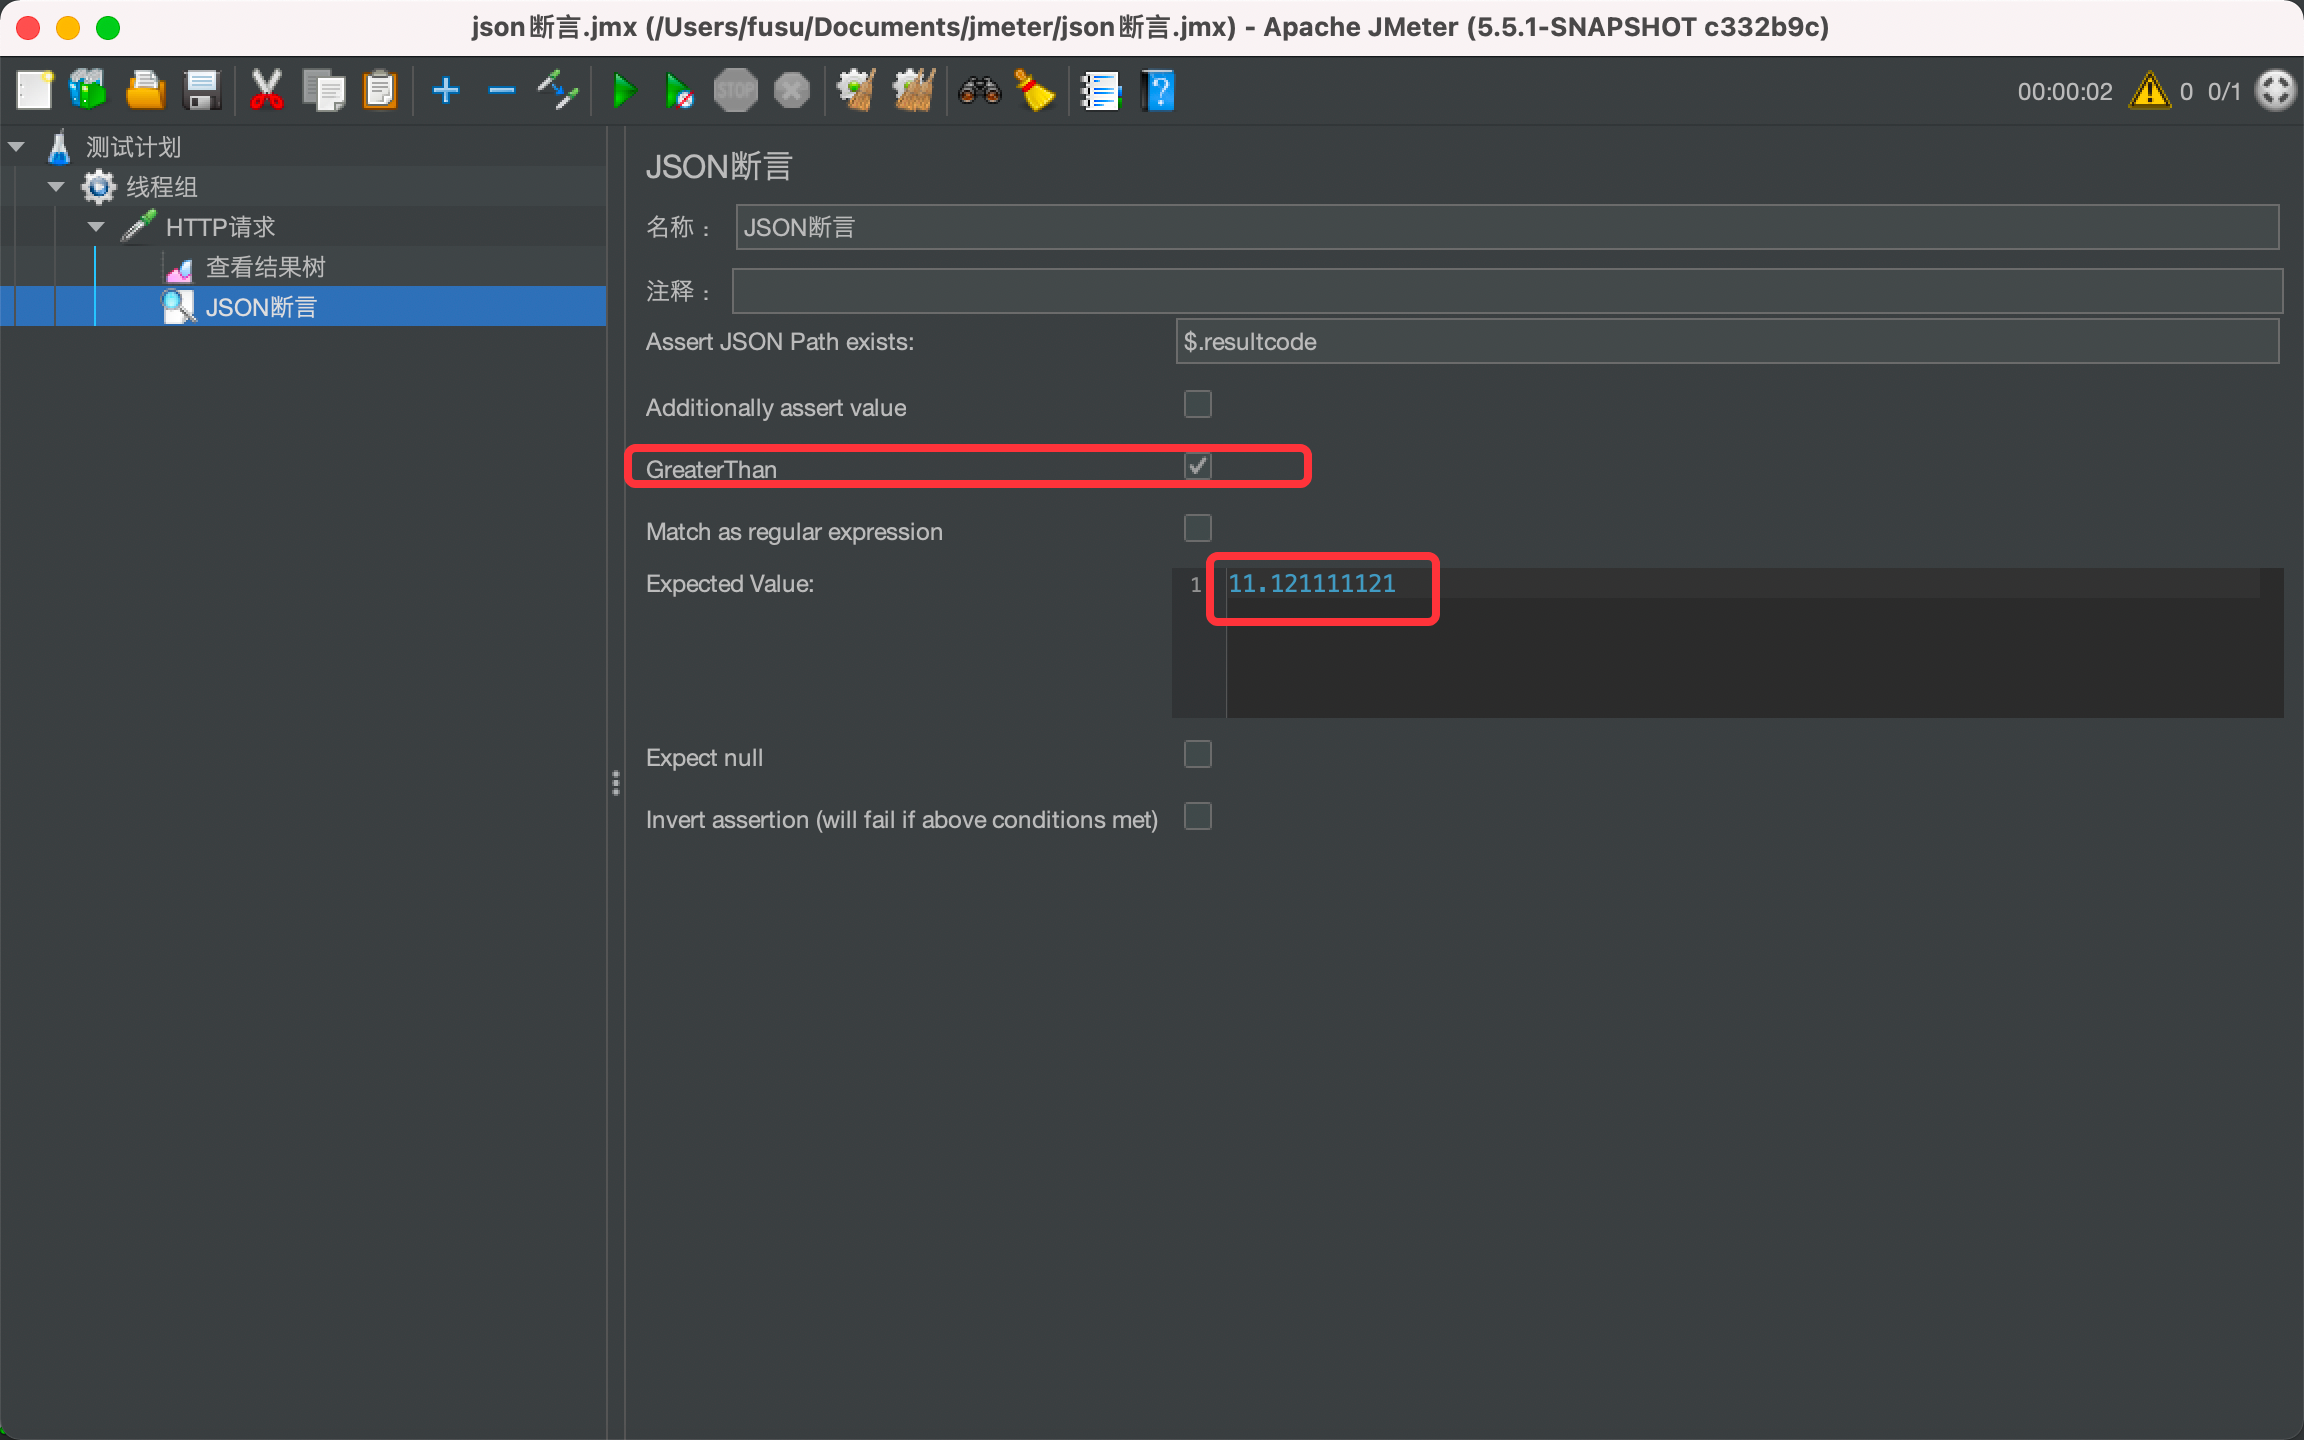 json断言.jmx (/Users/fusu/Documents/jmeter/json断言.jmx) - Apache JMeter (5.5.1-SNAPSHOT c332b9c)
STOP
?
00:00:02
! 0 0/1
测试计划
线程组
HTTP请求
查看结果树
JSON断言
JSON断言
名称： JSON断言
注释：
Assert JSON Path exists: $.resultcode
Additionally assert value
GreaterThan
Match as regular expression
Expected Value: 1 11.121111121
Expect null
Invert assertion (will fail if above conditions met)